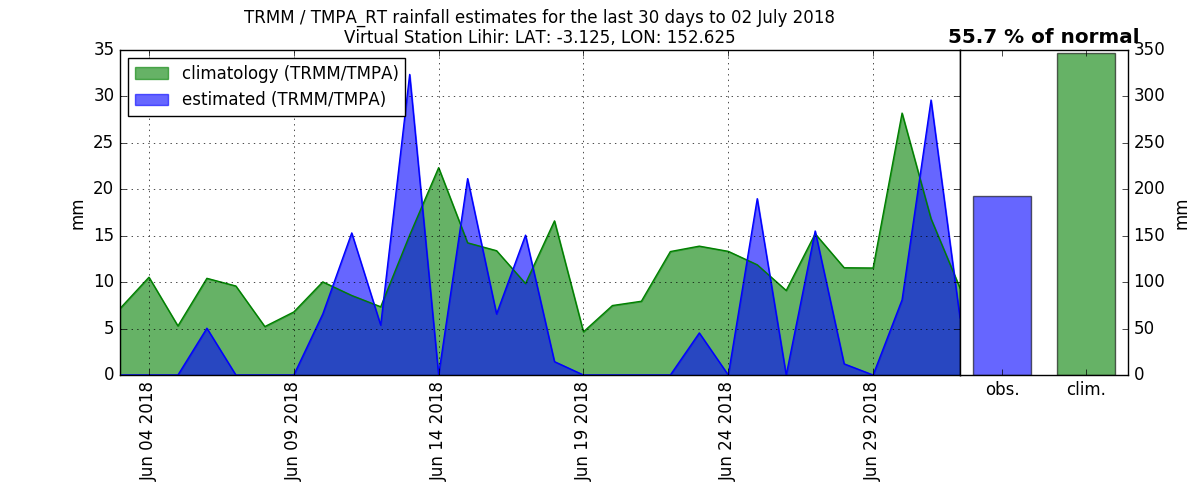 TRMM / TMPA_RT rainfall estimates for the last 30 days to 02 July 2018
Virtual Station Lihir: LAT: -3.125, LON: 152.625
55.7 % of normal
climatology (TRMM/TMPA)
estimated (TRMM/TMPA)
mm
35
30
25
20
15
10
5
0
Jun 04 2018
Jun 09 2018
Jun 14 2018
Jun 19 2018
Jun 24 2018
Jun 29 2018
obs.
clim.
350
300
250
200
150
100
50
0
mm